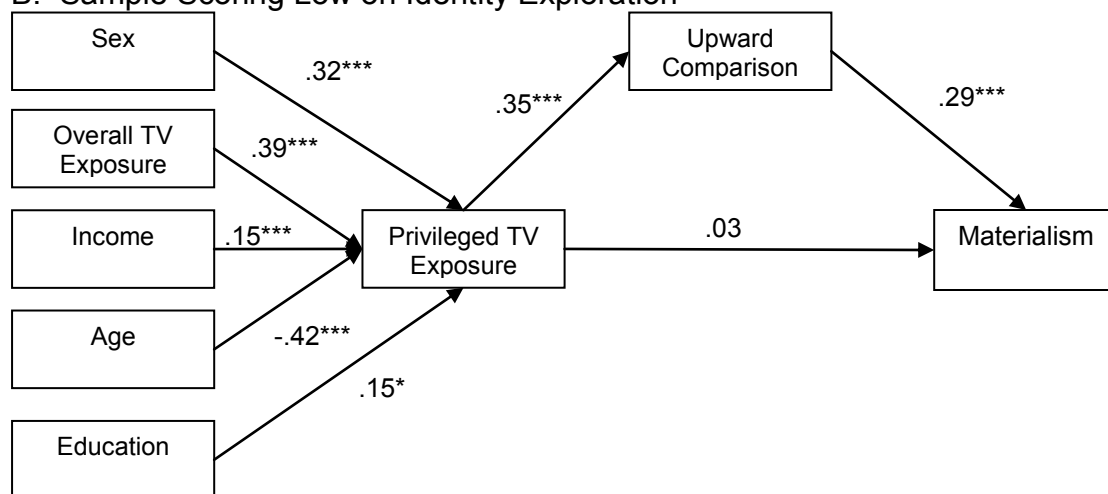 B. Sample Scoring Low on Identity Exploration
Sex
Upward
Comparison
.32***
.35***
.29***
Overall TV
Exposure
.39***
Income
.15***
Privileged TV
Exposure
.03
Materialism
Age
-.42***
.15*
Education